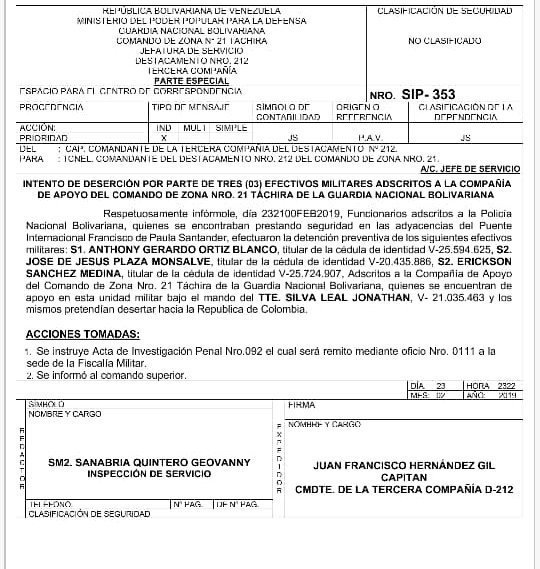 REPÚBLICA BOLIVARIANA DE VENEZUELA
MINISTERIO DEL PODER POPULAR PARA LA DEFENSA
GUARDIA NACIONAL BOLIVARIANA
COMANDO DE ZONA Nº 21 TÁCHIRA
JEFATURA DE SERVICIO
DESTACAMENTO NRO. 212
TERCERA COMPAÑÍA
PARTE ESPECIAL
ESPACIO PARA EL CENTRO DE CORRESPONDENCIA
CLASIFICACIÓN DE SEGURIDAD
NO CLASIFICADO
NRO. SIP- 353
PROCEDENCIA
TIPO DE MENSAJE
SÍMBOLO DE CONTABILIDAD
ORIGEN O REFERENCIA
CLASIFICACIÓN DE LA DEPENDENCIA
ACCIÓN: IND MULT SIMPLE
PRIORIDAD X JS P.A.V. JS
DEL : CAP. COMANDANTE DE LA TERCERA COMPAÑÍA DEL DESTACAMENTO Nº 212.
PARA : TCNEL. COMANDANTE DEL DESTACAMENTO NRO. 212 DEL COMANDO DE ZONA NRO. 21.
A/C. JEFE DE SERVICIO
INTENTO DE DESERCIÓN POR PARTE DE TRES (03) EFECTIVOS MILITARES ADSCRITOS A LA COMPAÑÍA
DE APOYO DEL COMANDO DE ZONA NRO. 21 TÁCHIRA DE LA GUARDIA NACIONAL BOLIVARIANA
Respetuosamente infórmole, día 232100FEB2019, Funcionarios adscritos a la Policía
Nacional Bolivariana, quienes se encontraban prestando seguridad en las adyacencias del Puente
Internacional Francisco de Paula Santander, efectuaron la detención preventiva de los siguientes efectivos
militares: S1. ANTHONY GERARDO ORTIZ BLANCO, titular de la cédula de identidad V-25.594.625, S2.
JOSE DE JESUS PLAZA MONSALVE, titular de la cédula de identidad V-20.435.886, S2. ERICKSON
SANCHEZ MEDINA, titular de la cédula de identidad V-25.724.907, Adscritos a la Compañía de Apoyo
del Comando de Zona Nro. 21 Táchira de la Guardia Nacional Bolivariana, quienes se encuentran de
apoyo en esta unidad militar bajo el mando del TTE. SILVA LEAL JONATHAN, V- 21.035.463 y los
mismos pretendían desertar hacia la Republica de Colombia.
ACCIONES TOMADAS:
1. Se instruye Acta de Investigación Penal Nro.092 el cual será remito mediante oficio Nro. 0111 a la
sede de la Fiscalía Militar.
2. Se informó al comando superior.
DÍA: 23 HORA 2322
MES: 02 AÑO: 2019
REDACTOR
SÍMBOLO
NOMBRE Y CARGO
SM2. SANABRIA QUINTERO GEOVANNY
INSPECCIÓN DE SERVICIO
TELÉFONO: Nº PAG. DE Nº PAG.
CLASIFICACIÓN DE SEGURIDAD
EXPEDIDOR
FIRMA
NOMBRE Y CARGO
JUAN FRANCISCO HERNÁNDEZ GIL
CAPITAN
CMDTE. DE LA TERCERA COMPAÑÍA D-212